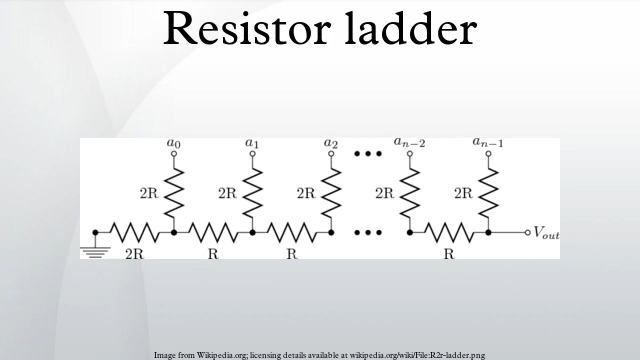 Resistor ladder
a0 a1 a2 an−2 an−1
2R 2R 2R 2R 2R
Vout
2R R R R
Image from Wikipedia.org; licensing details available at wikipedia.org/wiki/File:R2r-ladder.png